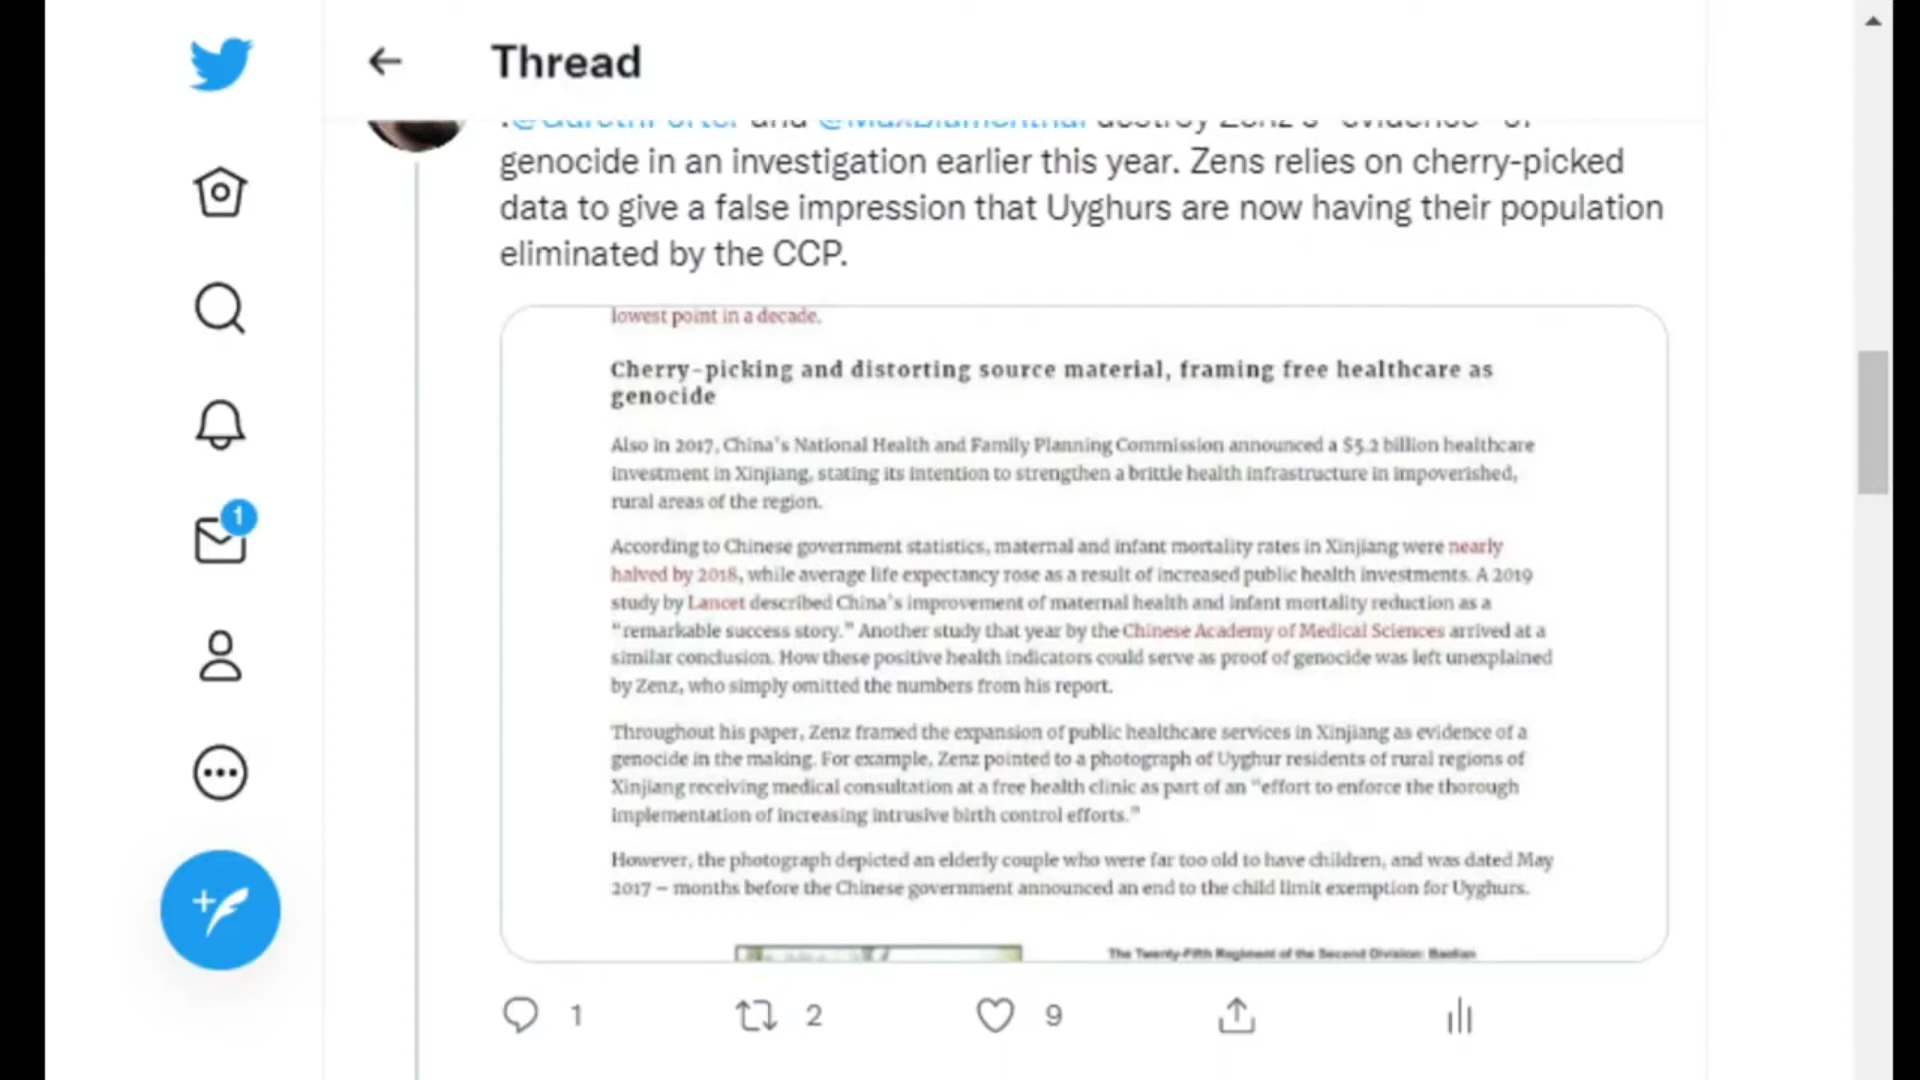 Thread
genocide in an investigation earlier this year. Zens relies on cherry-picked
data to give a false impression that Uyghurs are now having their population
eliminated by the CCP.
lowest point in a decade.
Cherry-picking and distorting source material, framing free healthcare as
genocide
Also in 2017, China's National Health and Family Planning Commission announced a $5.2 billion healthcare
investment in Xinjiang, stating its intention to strengthen a brittle health infrastructure in impoverished,
rural areas of the region.
According to Chinese government statistics, maternal and infant mortality rates in Xinjiang were nearly
halved by 2018, while average life expectancy rose as a result of increased public health investments. A 2019
study by Lancet described China's improvement of maternal health and infant mortality reduction as a
"remarkable success story." Another study that year by the Chinese Academy of Medical Sciences arrived at a
similar conclusion. How these positive health indicators could serve as proof of genocide was left unexplained
by Zenz, who simply omitted the numbers from his report.
Throughout his paper, Zenz framed the expansion of public healthcare services in Xinjiang as evidence of a
genocide in the making. For example, Zenz pointed to a photograph of Uyghur residents of rural regions of
Xinjiang receiving medical consultation at a free health clinic as part of an "effort to enforce the thorough
implementation of increasing intrusive birth control efforts."
However, the photograph depicted an elderly couple who were far too old to have children, and was dated May
2017 – months before the Chinese government announced an end to the child limit exemption for Uyghurs.
The Twenty-Fifth Regiment of the Second Division: Baolian
1
1 2 9